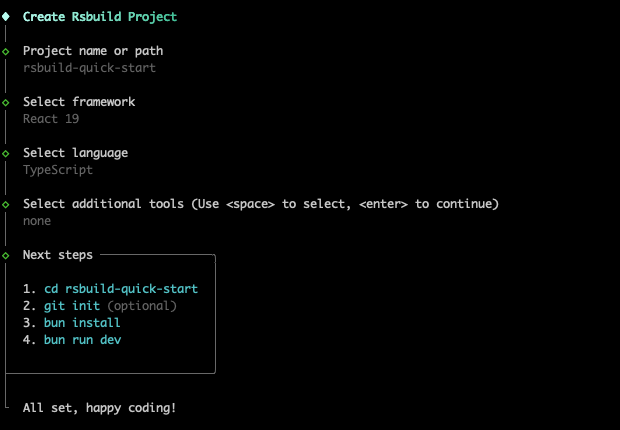 Create Rsbuild Project
Project name or path
rsbuild-quick-start
Select framework
React 19
Select language
TypeScript
Select additional tools (Use <space> to select, <enter> to continue)
none
Next steps
1. cd rsbuild-quick-start
2. git init (optional)
3. bun install
4. bun run dev
All set, happy coding!